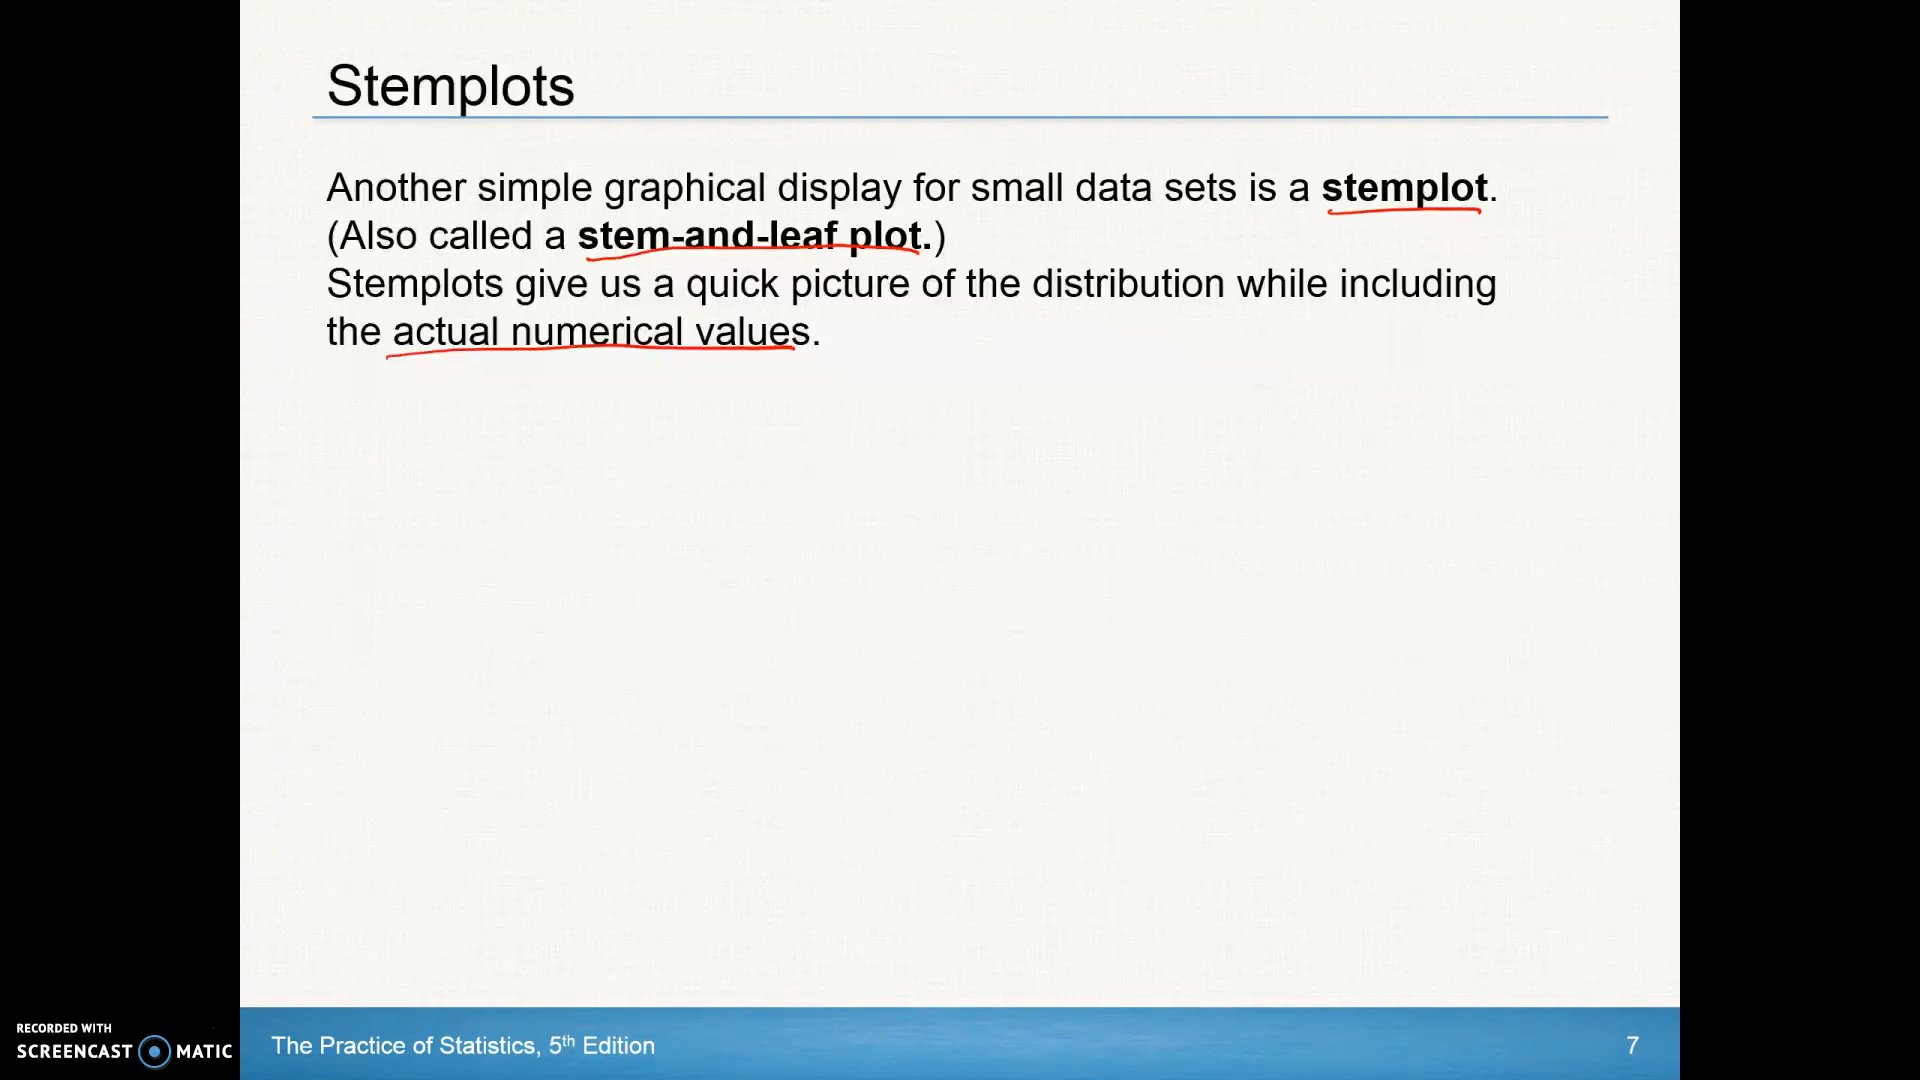 Stemplots
Another simple graphical display for small data sets is a stemplot.
(Also called a stem-and-leaf plot.)
Stemplots give us a quick picture of the distribution while including
the actual numerical values.
RECORDED WITH
SCREENCAST MATIC
The Practice of Statistics, 5th Edition
7